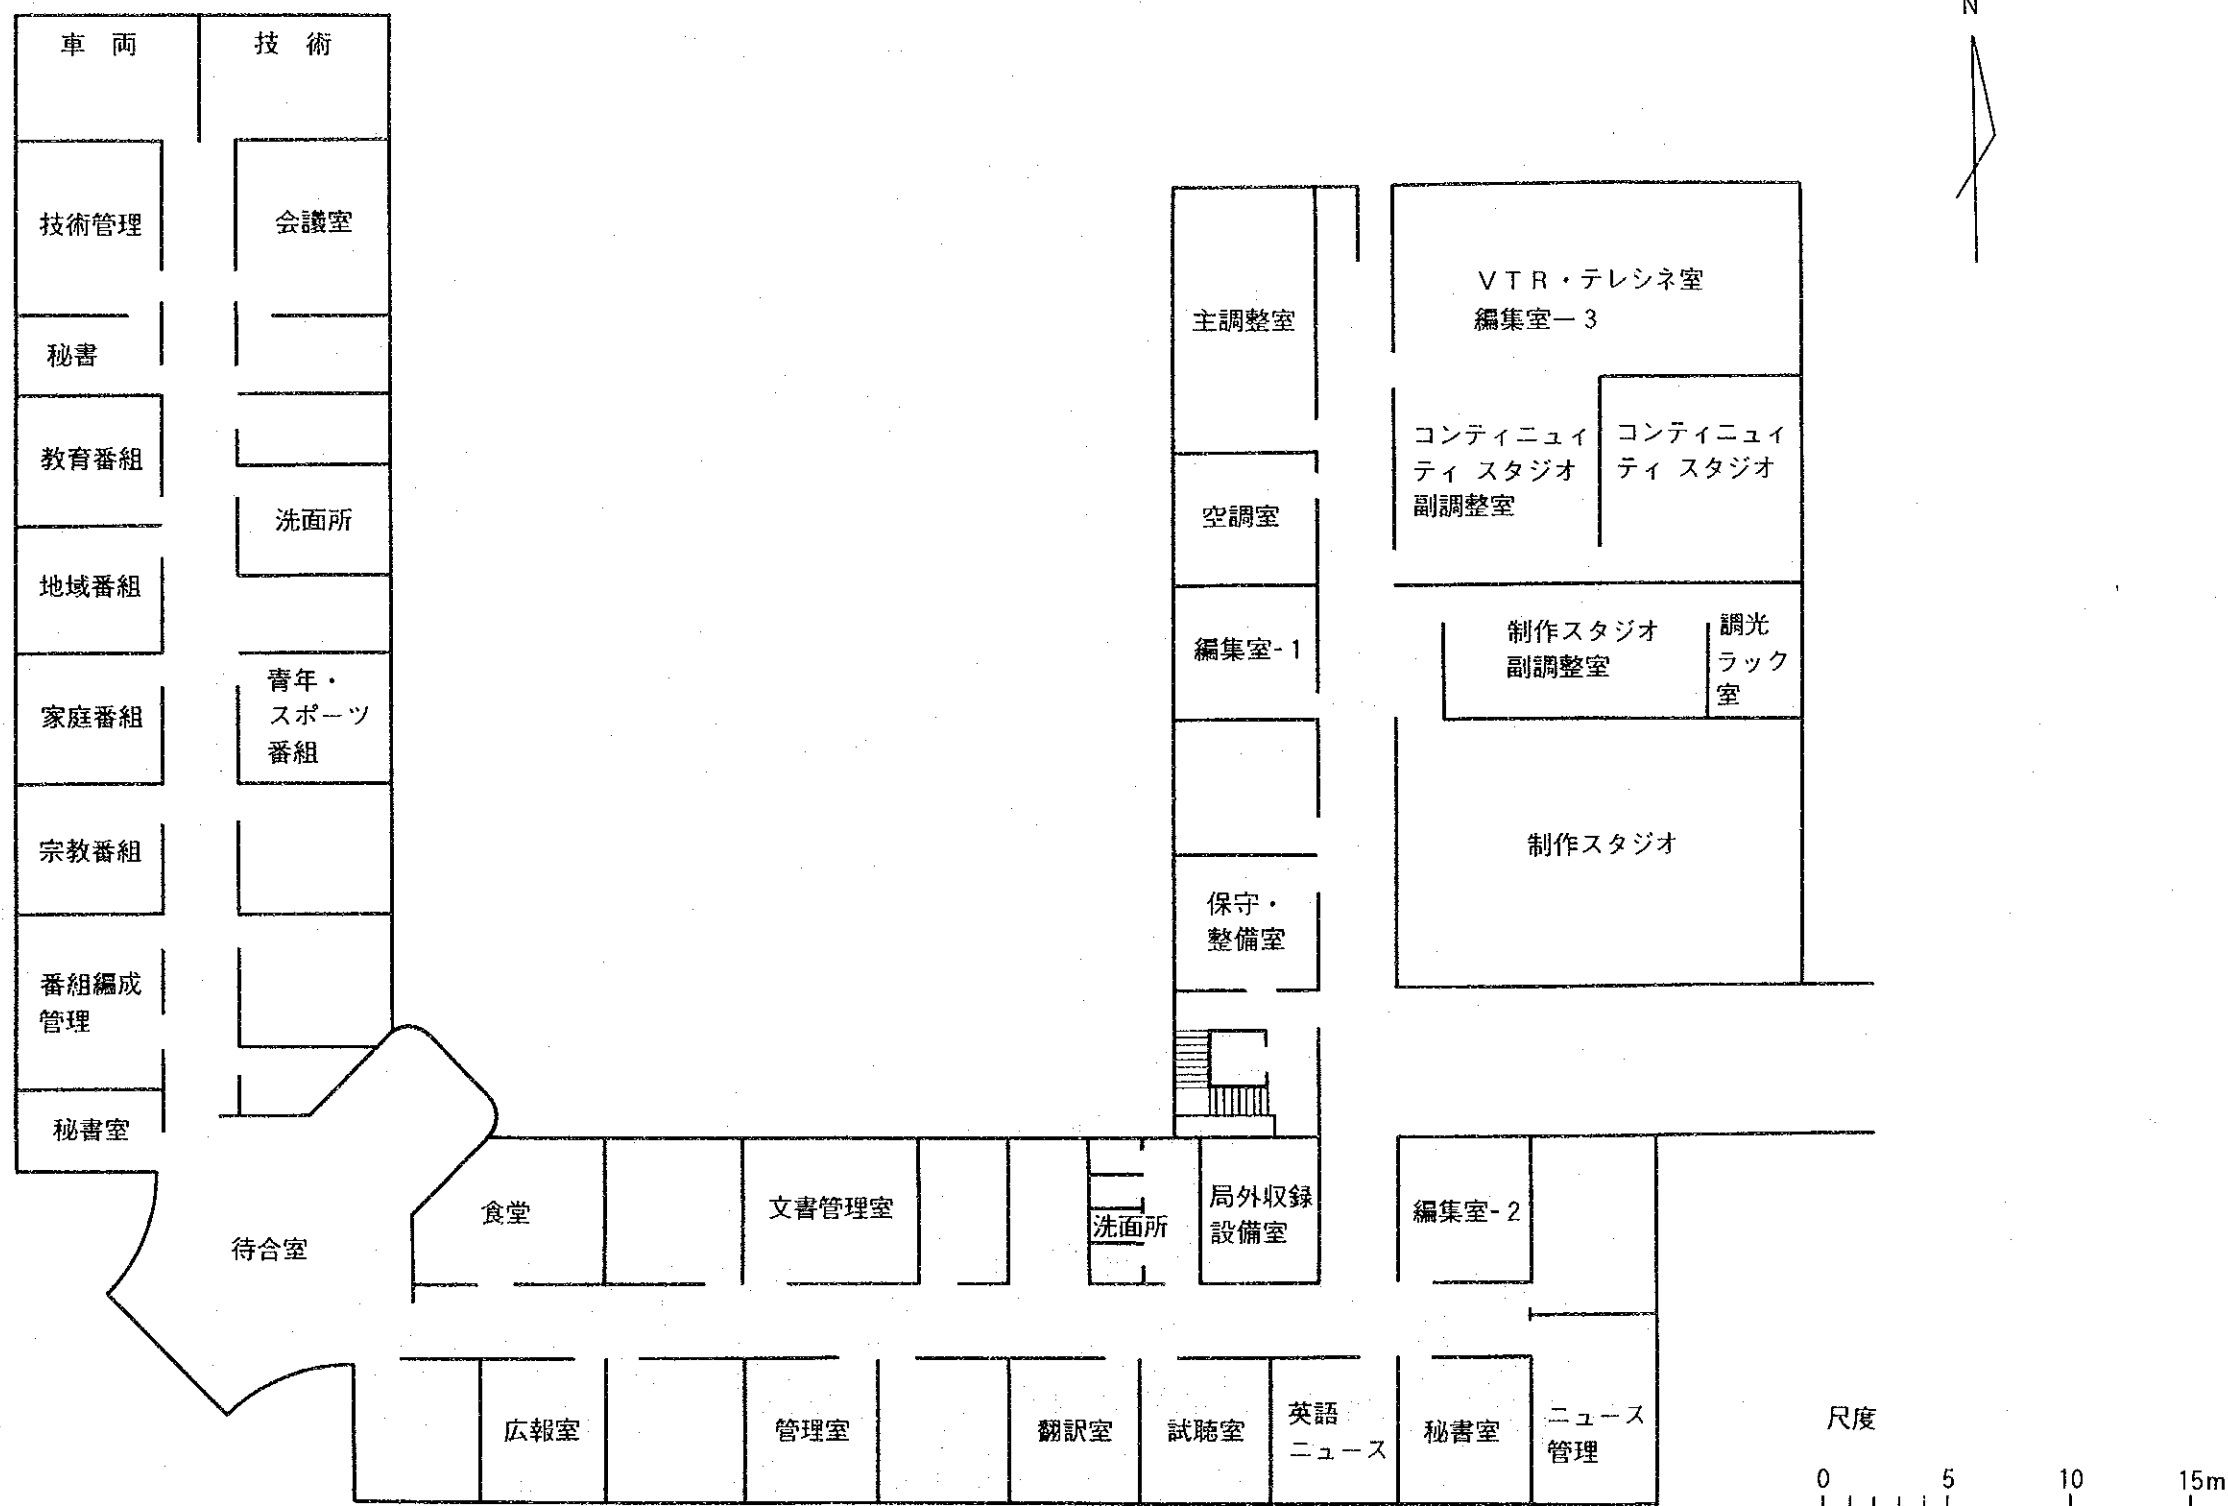 N
車 両
技 術
技術管理
会議室
秘書
教育番組
洗面所
地域番組
家庭番組
青年・
スポーツ
番組
宗教番組
番組編成
管理
秘書室
待合室
主調整室
VTR・テレシネ室
編集室－3
コンティニュイ
ティ スタジオ
副調整室
コンティニュイ
ティ スタジオ
空調室
編集室-1
制作スタジオ
副調整室
調光
ラック
室
制作スタジオ
保守・
整備室
食堂
文書管理室
洗面所
局外収録
設備室
編集室-2
広報室
管理室
翻訳室
試聴室
英語
ニュース
秘書室
ニュース
管理
尺度
0 5 10 15m